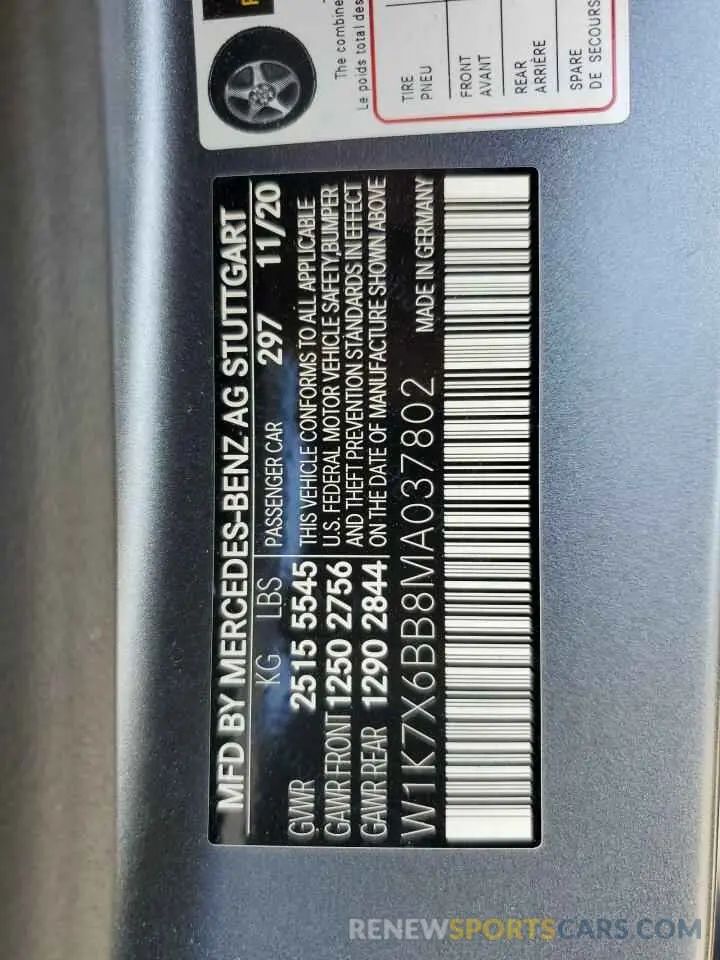 MFD BY MERCEDES-BENZ AG STUTTGART
KG LBS PASSENGER CAR 297 11/20
GVWR 2515 5545 THIS VEHICLE CONFORMS TO ALL APPLICABLE
GAWR FRONT 1250 2756 U.S. FEDERAL MOTOR VEHICLE SAFETY,BUMPER
AND THEFT PREVENTION STANDARDS IN EFFECT
GAWR REAR 1290 2844 ON THE DATE OF MANUFACTURE SHOWN ABOVE
W1K7X6BB8MA037802 MADE IN GERMANY
The combine
Le poids total des
TIRE
PNEU
FRONT
AVANT
REAR
ARRIÈRE
SPARE
DE SECOURS
RENEWSPORTSCARS.COM